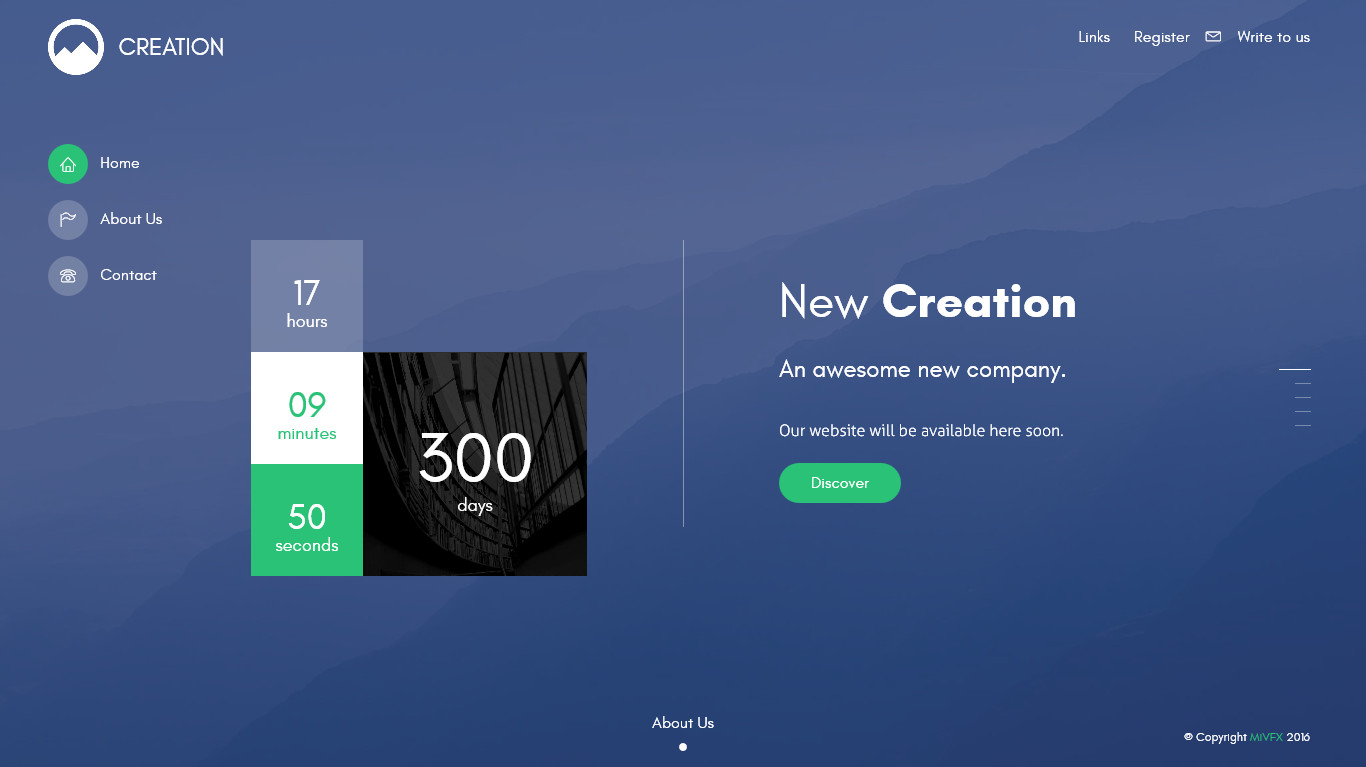 CREATION
Links Register Write to us
Home
About Us
Contact
17
hours
09
minutes
50
seconds
300
days
New Creation
An awesome new company.
Our website will be available here soon.
Discover
About Us
© Copyright MiVFX 2016